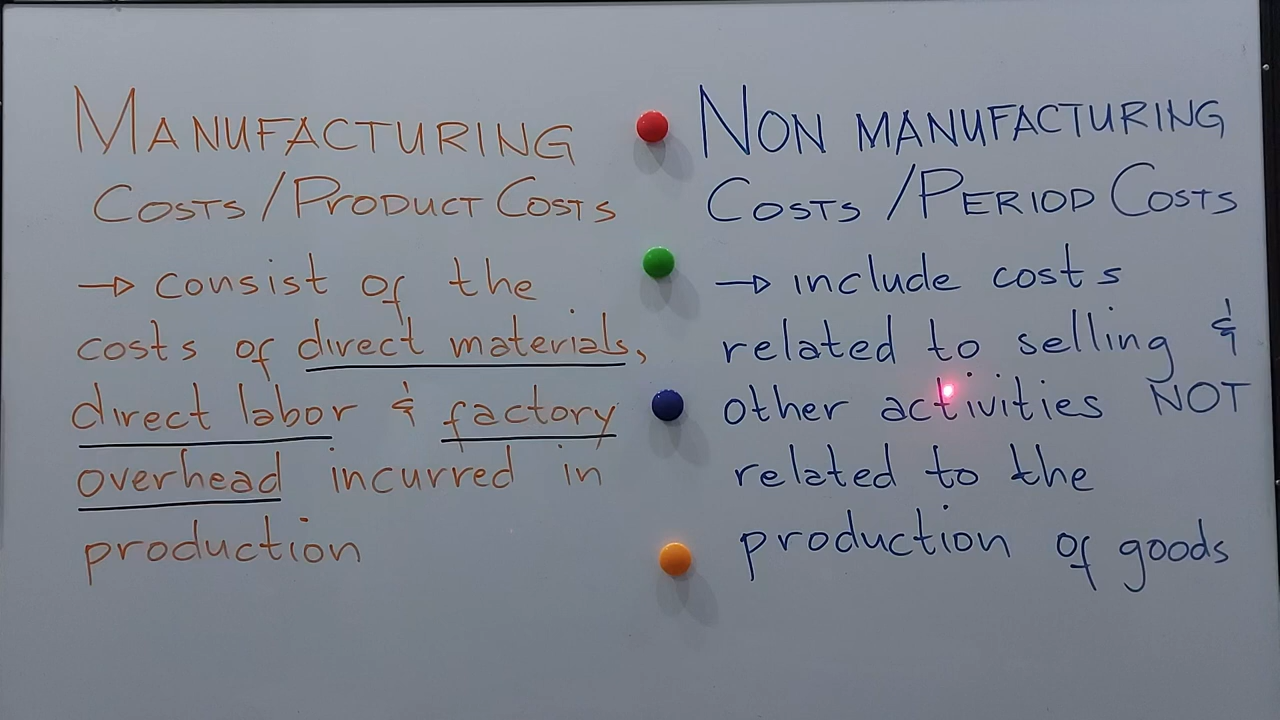 MANUFACTURING
COSTS/PRODUCT COSTS
→ consist of the
costs of direct materials,
direct labor & factory
overhead incurred in
production
NON MANUFACTURING
COSTS/PERIOD COSTS
→ include costs
related to selling &
other activities NOT
related to the
production of goods